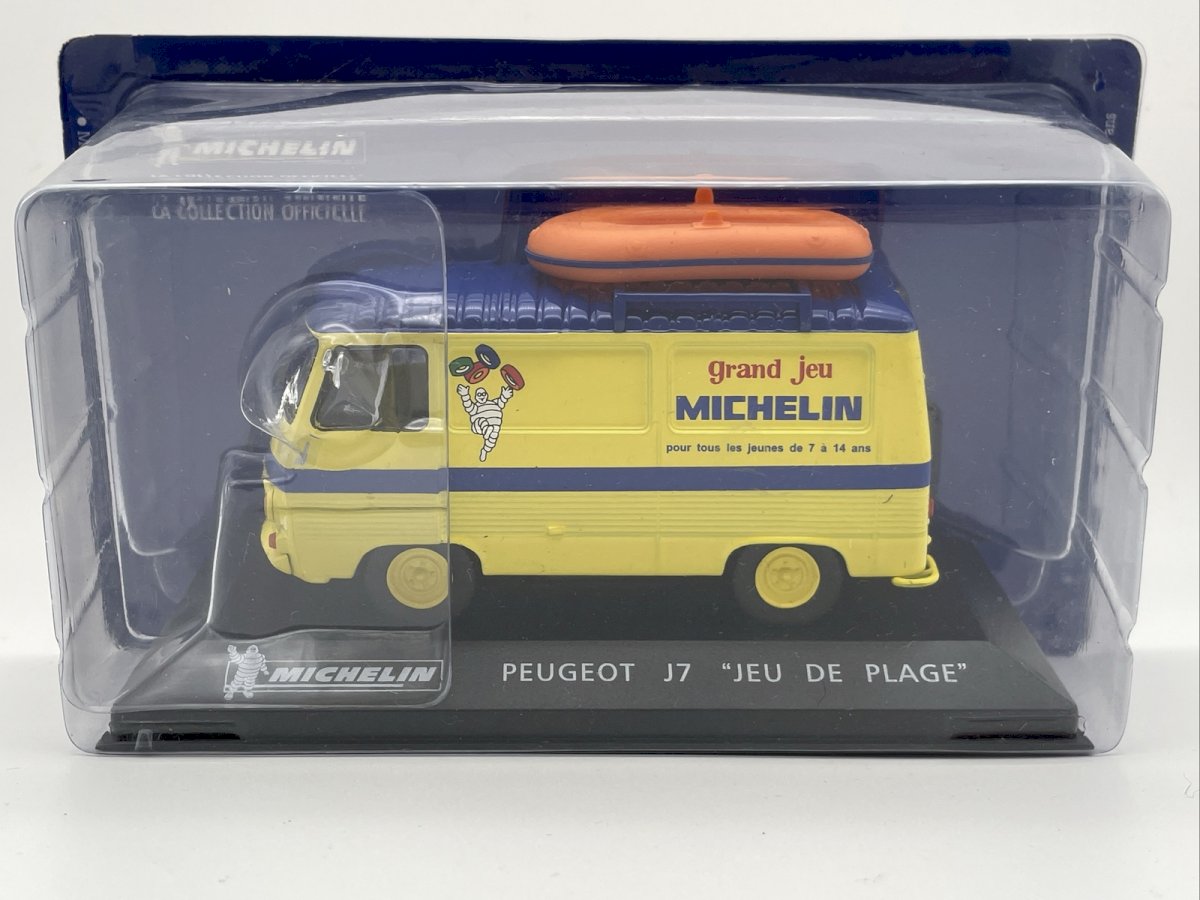 MICHELIN
LA COLLECTION OFFICIELLE
grand jeu
MICHELIN
pour tous les jeunes de 7 à 14 ans
MICHELIN
PEUGEOT J7 “JEU DE PLAGE”